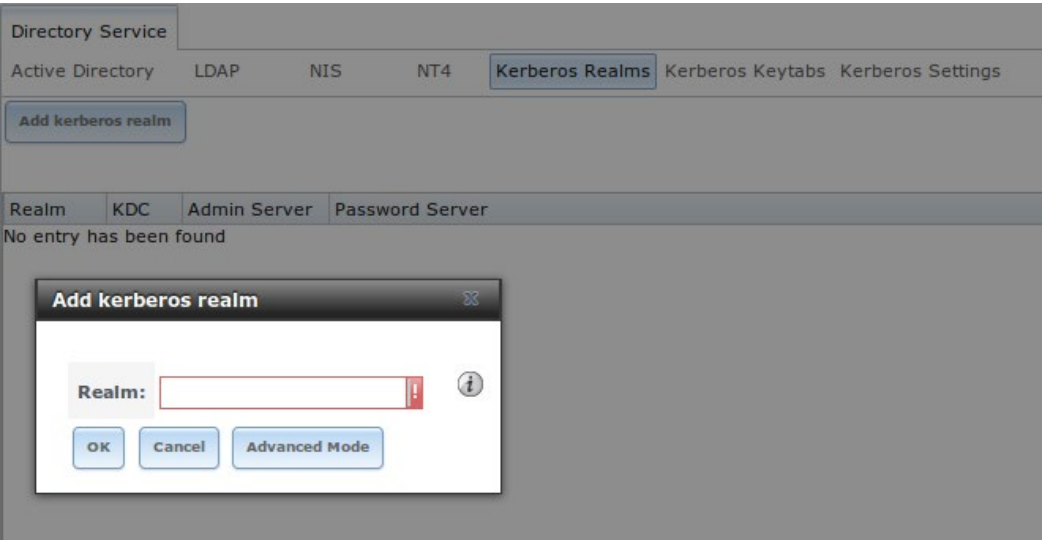 Directory Service
Active Directory LDAP NIS NT4 Kerberos Realms Kerberos Keytabs Kerberos Settings
Add kerberos realm
Realm KDC Admin Server Password Server
No entry has been found
Add kerberos realm
Realm: !
i
OK Cancel Advanced Mode